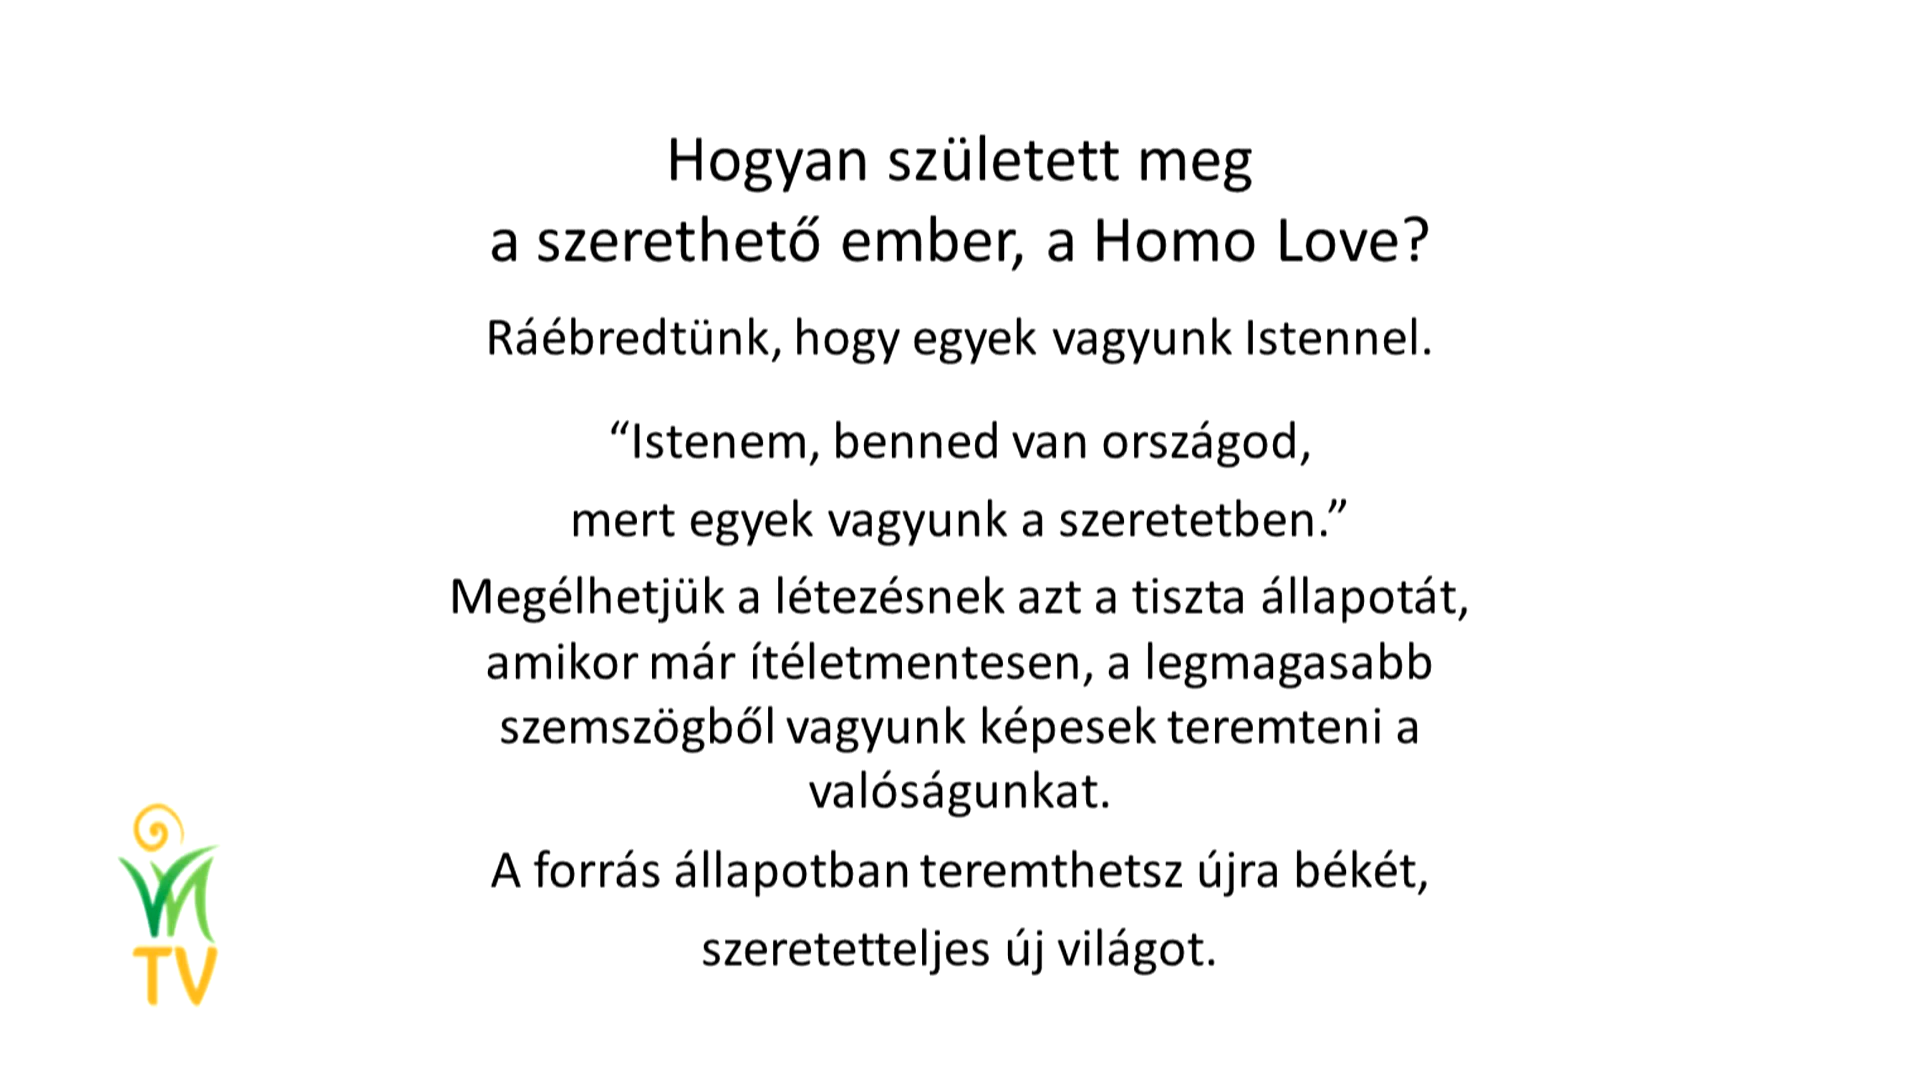 Hogyan született meg
a szerethető ember, a Homo Love?
Ráébredtünk, hogy egyek vagyunk Istennel.
“Istenem, benned van országod,
mert egyek vagyunk a szeretetben.”
Megélhetjük a létezésnek azt a tiszta állapotát,
amikor már ítéletmentesen, a legmagasabb
szemszögből vagyunk képesek teremteni a
valóságunkat.
A forrás állapotban teremthetsz újra békét,
szeretetteljes új világot.
TV